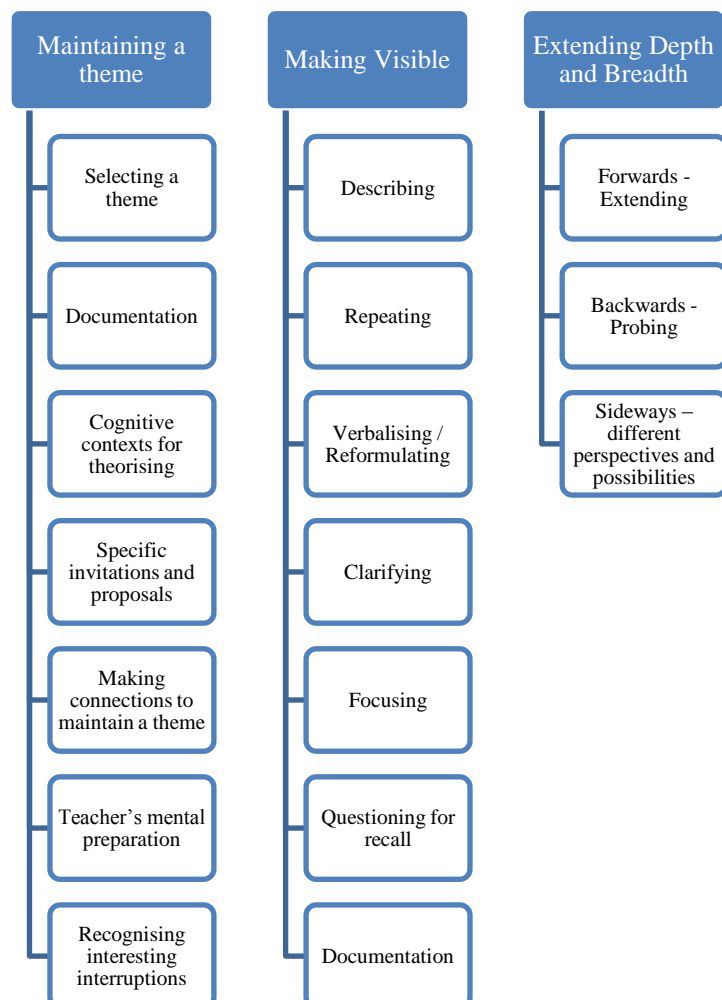 Maintaining a
theme
Selecting a
theme
Documentation
Cognitive
contexts for
theorising
Specific
invitations and
proposals
Making
connections to
maintain a theme
Teacher’s mental
preparation
Recognising
interesting
interruptions
Making Visible
Describing
Repeating
Verbalising /
Reformulating
Clarifying
Focusing
Questioning for
recall
Documentation
Extending Depth
and Breadth
Forwards -
Extending
Backwards -
Probing
Sideways –
different
perspectives and
possibilities